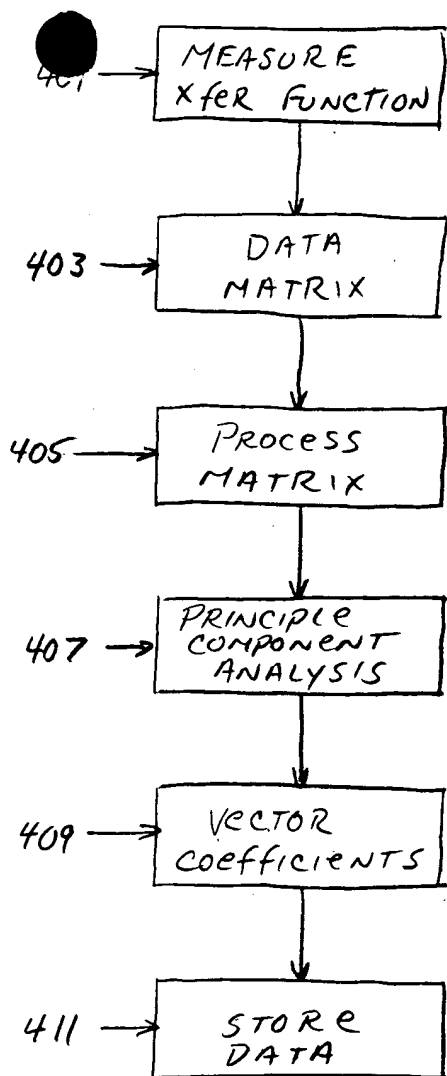 MEASURE
XfeR FUNCTION
403
DATA
MATRIX
405
PROCESS
MATRIX
407
PRINCIPLE
COMPONENT
ANALYSIS
409
VECTOR
COEFFICIENTS
411
STORE
DATA